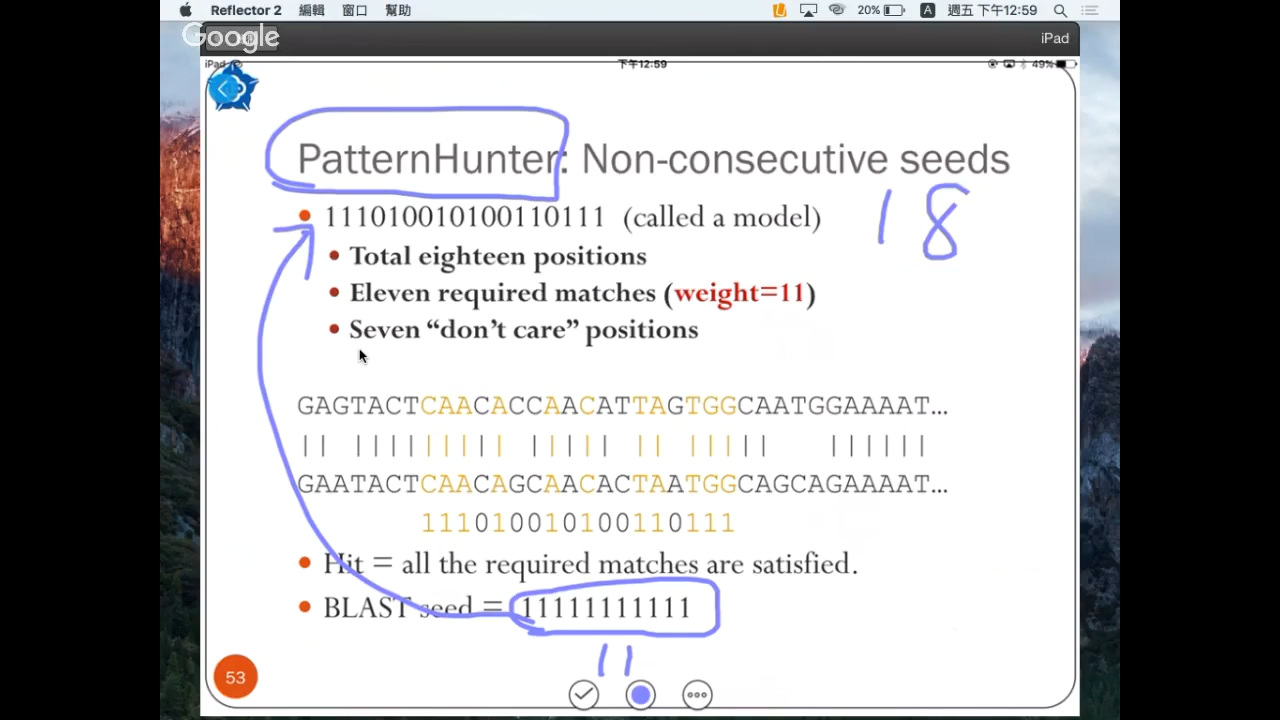 Reflector 2 編輯 窗口 幫助 20% A 週五 下午12:59
Google
iPad
iPad 下午12:59 49%
PatternHunter: Non-consecutive seeds
18
111010010100110111 (called a model)
Total eighteen positions
Eleven required matches (weight=11)
Seven “don’t care” positions
GAGTACTCAACACCAACATTAGTGGCAATGGAAAAT...
|| ||||||||| ||||| || ||||| ||||||
GAATACTCAACAGCAACACTAATGGCAGCAGAAAAT...
111010010100110111
Hit = all the required matches are satisfied.
BLAST seed = 11111111111
11
53